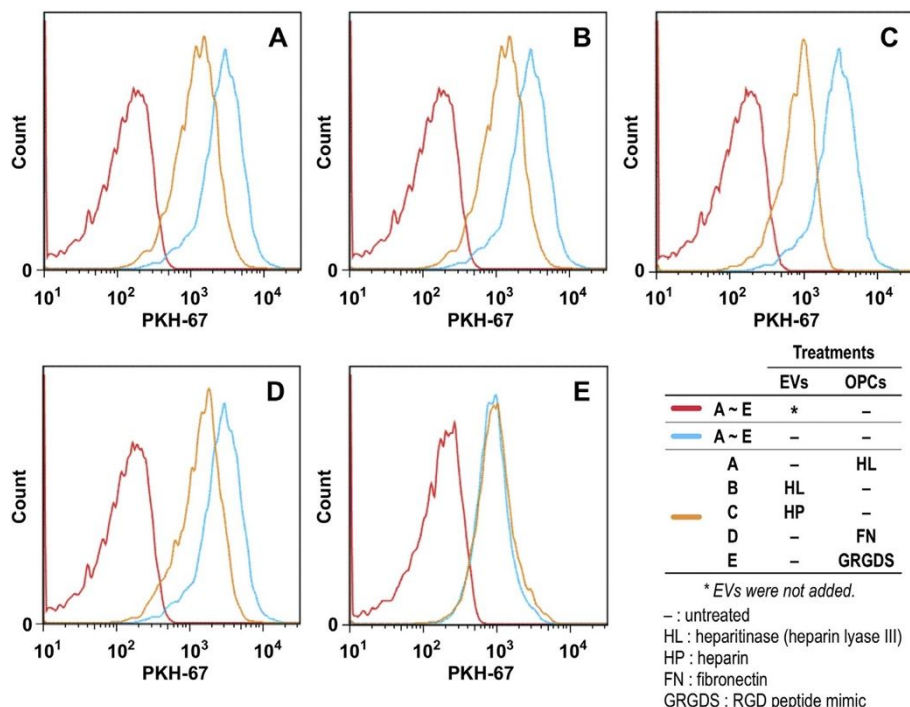 A
B
C
Count
Count
Count
0
0
0
10¹ 10² 10³ 10⁴
10¹ 10² 10³ 10⁴
10¹ 10² 10³ 10⁴
PKH-67
PKH-67
PKH-67
D
E
Count
Count
0
0
10¹ 10² 10³ 10⁴
10¹ 10² 10³ 10⁴
PKH-67
PKH-67
Treatments
EVs OPCs
A ~ E * –
A ~ E – –
A – HL
B HL –
C HP –
D – FN
E – GRGDS
* EVs were not added.
– : untreated
HL : heparitinase (heparin lyase III)
HP : heparin
FN : fibronectin
GRGDS : RGD peptide mimic